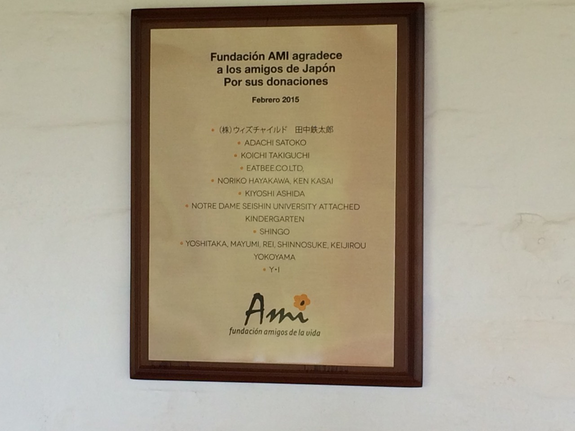 Fundación AMI agradece
a los amigos de Japón
Por sus donaciones
Febrero 2015
• (株)ウィズチャイルド 田中鉄太郎
• ADACHI SATOKO
• KOICHI TAKIGUCHI
• EATBEE.CO.LTD,
• NORIKO HAYAKAWA, KEN KASAI
• KIYOSHI ASHIDA
• NOTRE DAME SEISHIN UNIVERSITY ATTACHED
KINDERGARTEN
• SHINGO
• YOSHITAKA, MAYUMI, REI, SHINNOSUKE, KEIJIROU
YOKOYAMA
• Y+I
Ami
fundación amigos de la vida